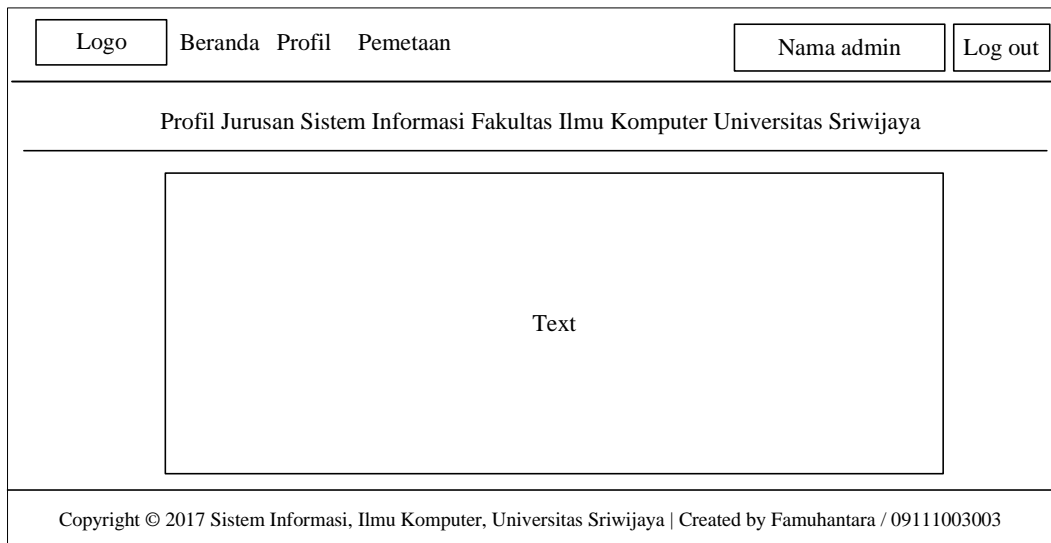 Logo Beranda Profil Pemetaan Nama admin Log out
Profil Jurusan Sistem Informasi Fakultas Ilmu Komputer Universitas Sriwijaya
Text
Copyright © 2017 Sistem Informasi, Ilmu Komputer, Universitas Sriwijaya | Created by Famuhantara / 09111003003